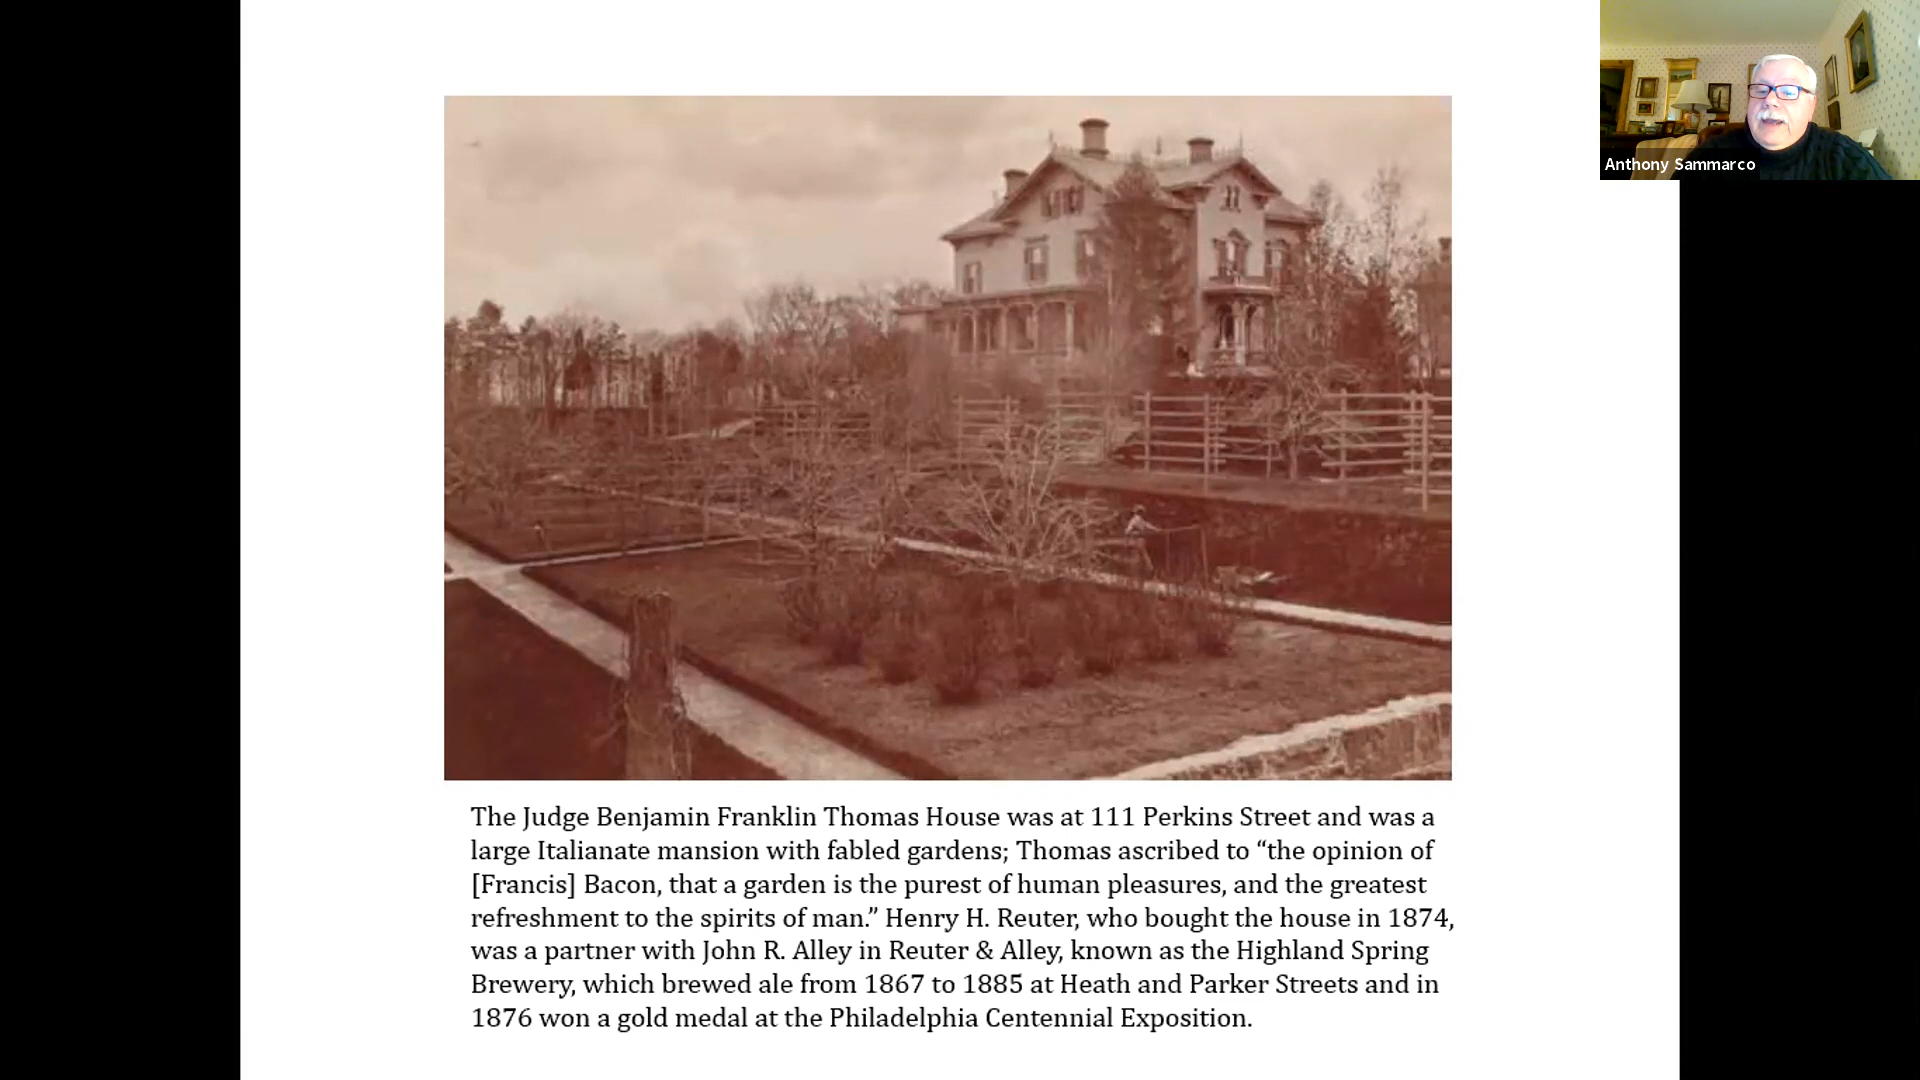 Anthony Sammarco
The Judge Benjamin Franklin Thomas House was at 111 Perkins Street and was a
large Italianate mansion with fabled gardens; Thomas ascribed to “the opinion of
[Francis] Bacon, that a garden is the purest of human pleasures, and the greatest
refreshment to the spirits of man.” Henry H. Reuter, who bought the house in 1874,
was a partner with John R. Alley in Reuter & Alley, known as the Highland Spring
Brewery, which brewed ale from 1867 to 1885 at Heath and Parker Streets and in
1876 won a gold medal at the Philadelphia Centennial Exposition.